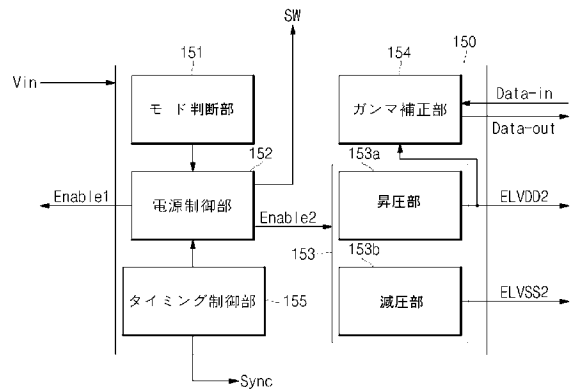 SW
151
154
150
Vin
モード判断部
ガンマ補正部
Data-in
Data-out
152
153a
Enable1
電源制御部
Enable2
昇圧部
ELVDD2
153
153b
タイミング制御部
155
減圧部
ELVSS2
Sync